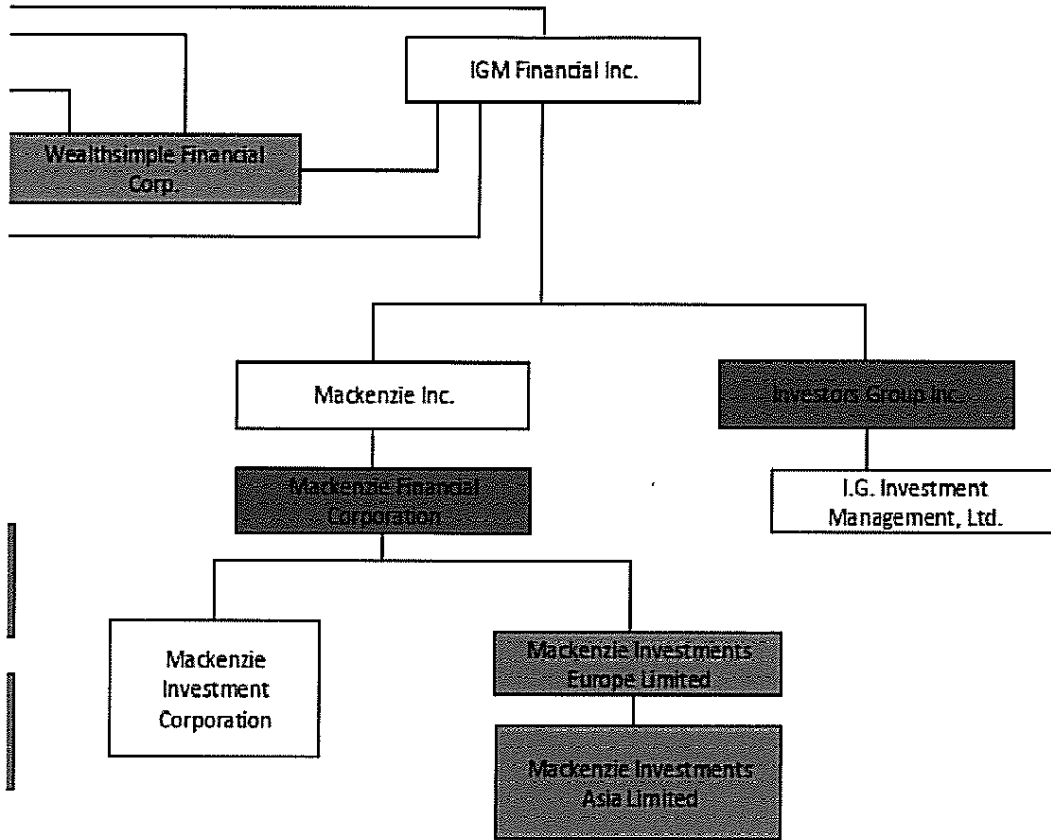 IGM Financial Inc.
Wealthsimple Financial
Corp.
Mackenzie Inc.
Investors Group Inc.
Mackenzie Financial
Corporation
I.G. Investment
Management, Ltd.
Mackenzie
Investment
Corporation
Mackenzie Investments
Europe Limited
Mackenzie Investments
Asia Limited